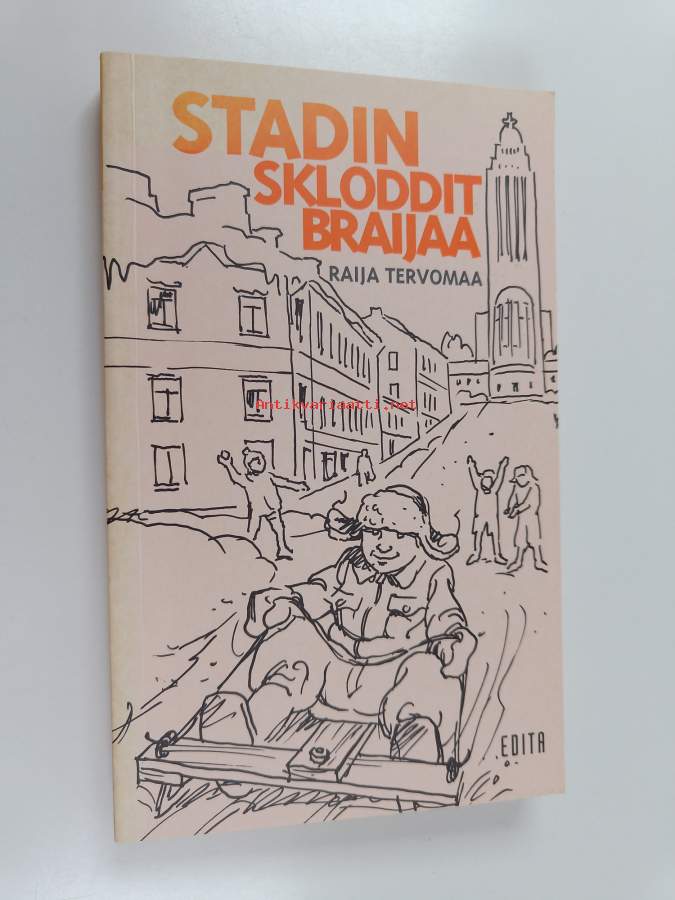 STADIN
SKLODDIT
BRAIJAA
RAIJA TERVOMAA
Antikvariaatti.net
EDITA